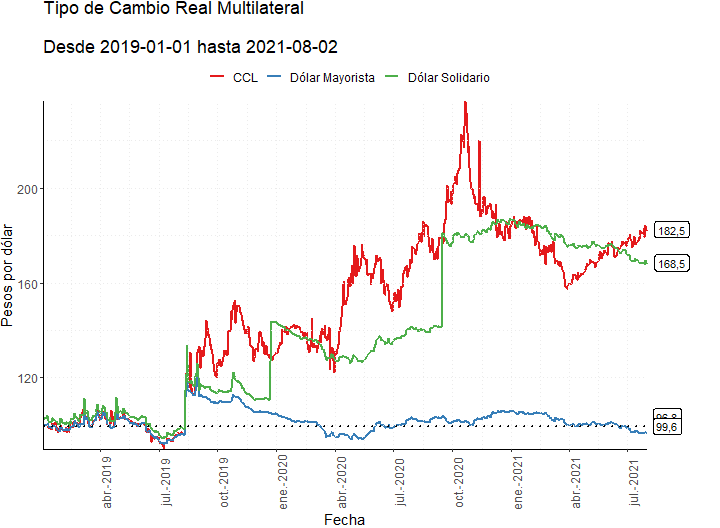 Tipo de Cambio Real Multilateral
Desde 2019-01-01 hasta 2021-08-02
CCL Dólar Mayorista Dólar Solidario
Pesos por dólar
200
160
120
182,5
168,5
96,8
99,6
abr.-2019
jul.-2019
oct.-2019
ene.-2020
abr.-2020
jul.-2020
oct.-2020
ene.-2021
abr.-2021
jul.-2021
Fecha